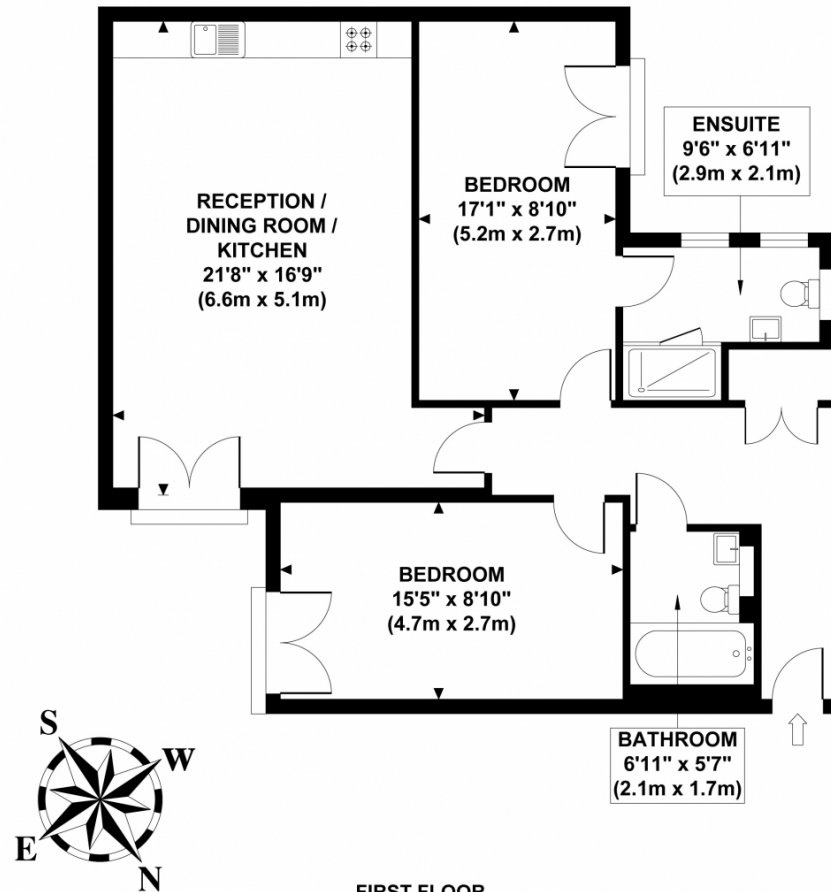 ENSUITE
9'6" x 6'11"
(2.9m x 2.1m)
BEDROOM
17'1" x 8'10"
(5.2m x 2.7m)
RECEPTION /
DINING ROOM /
KITCHEN
21'8" x 16'9"
(6.6m x 5.1m)
BEDROOM
15'5" x 8'10"
(4.7m x 2.7m)
BATHROOM
6'11" x 5'7"
(2.1m x 1.7m)
S
W
E
N
FIRST FLOOR